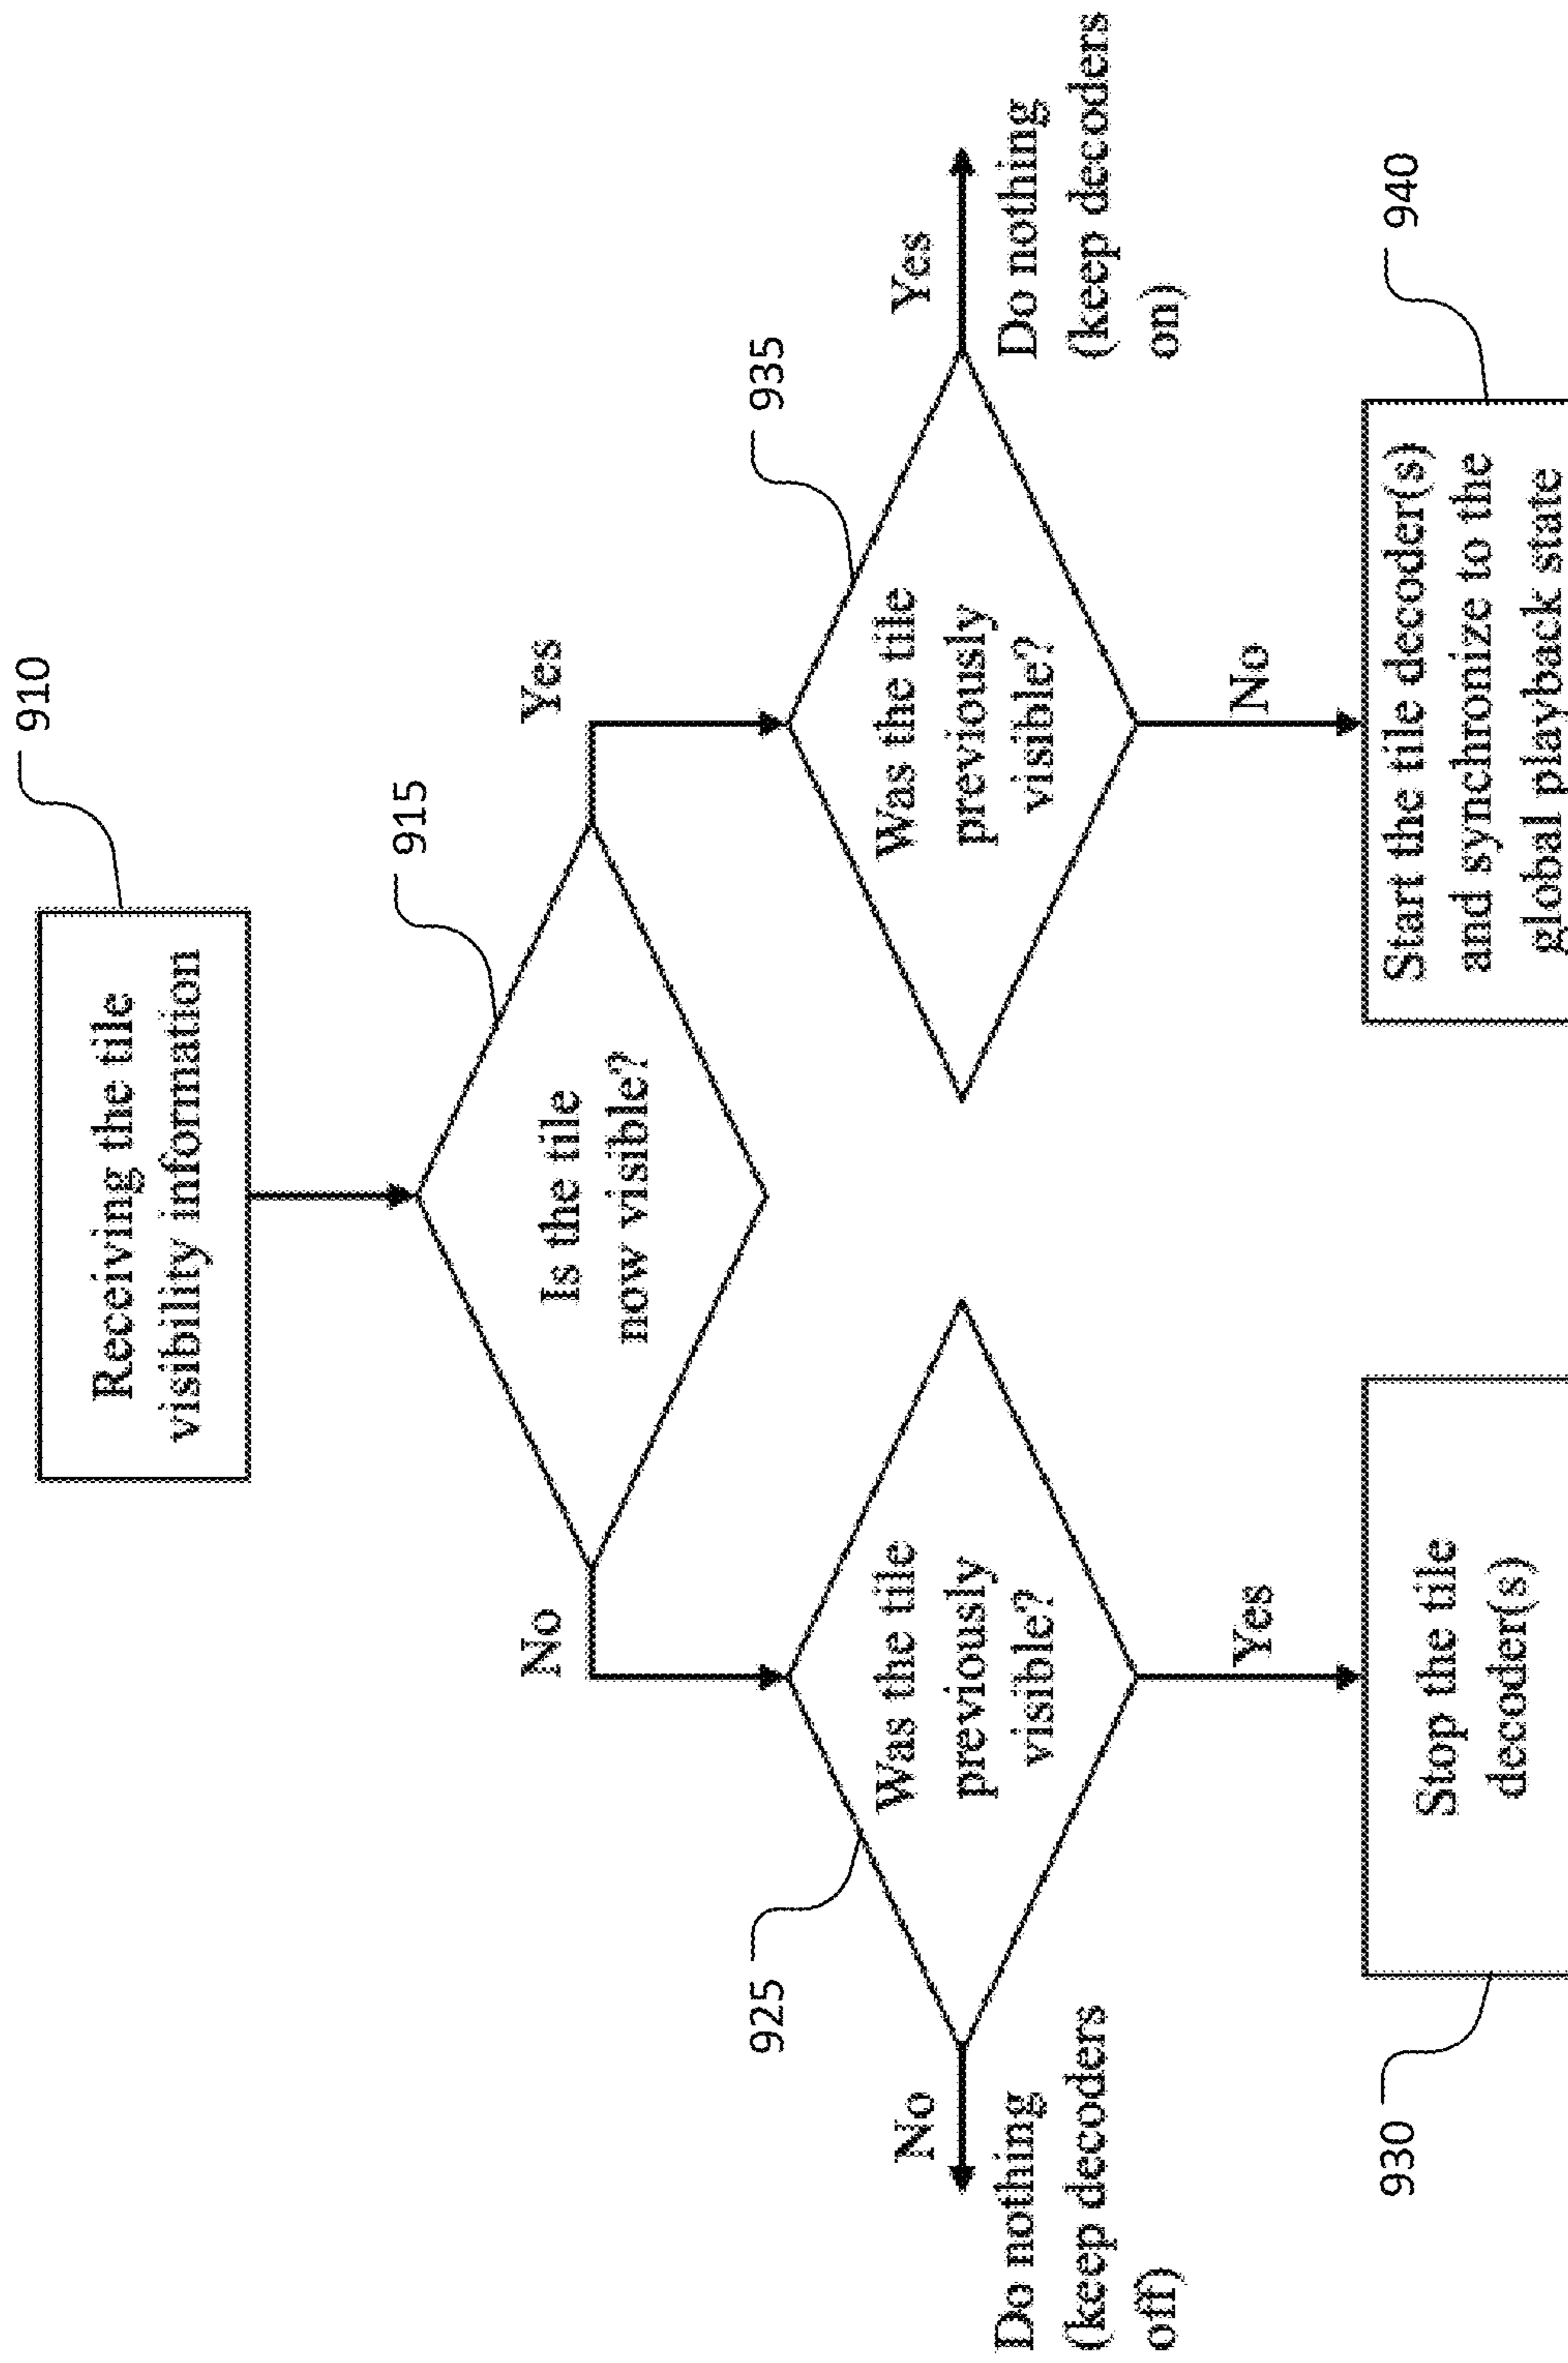 910
Receiving the tile
visibility information
915
Is the tile
now visible?
No
Yes
925
Was the tile
previously
visible?
935
Was the tile
previously
visible?
No
Do nothing
(keep decoders
off)
Yes
Do nothing
(keep decoders
on)
Yes
No
930
Stop the tile
decoder(s)
940
Start the tile decoder(s)
and synchronize to the
global playback state